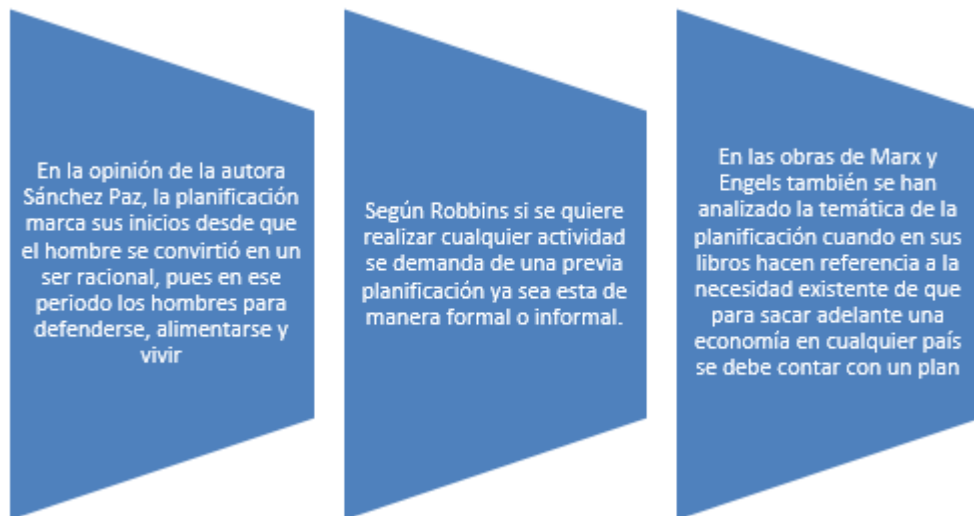 En la opinión de la autora
Sánchez Paz, la planificación
marca sus inicios desde que
el hombre se convirtió en un
ser racional, pues en ese
periodo los hombres para
defenderse, alimentarse y
vivir
Según Robbins si se quiere
realizar cualquier actividad
se demanda de una previa
planificación ya sea esta de
manera formal o informal.
En las obras de Marx y
Engels también se han
analizado la temática de la
planificación cuando en sus
libros hacen referencia a la
necesidad existente de que
para sacar adelante una
economía en cualquier país
se debe contar con un plan